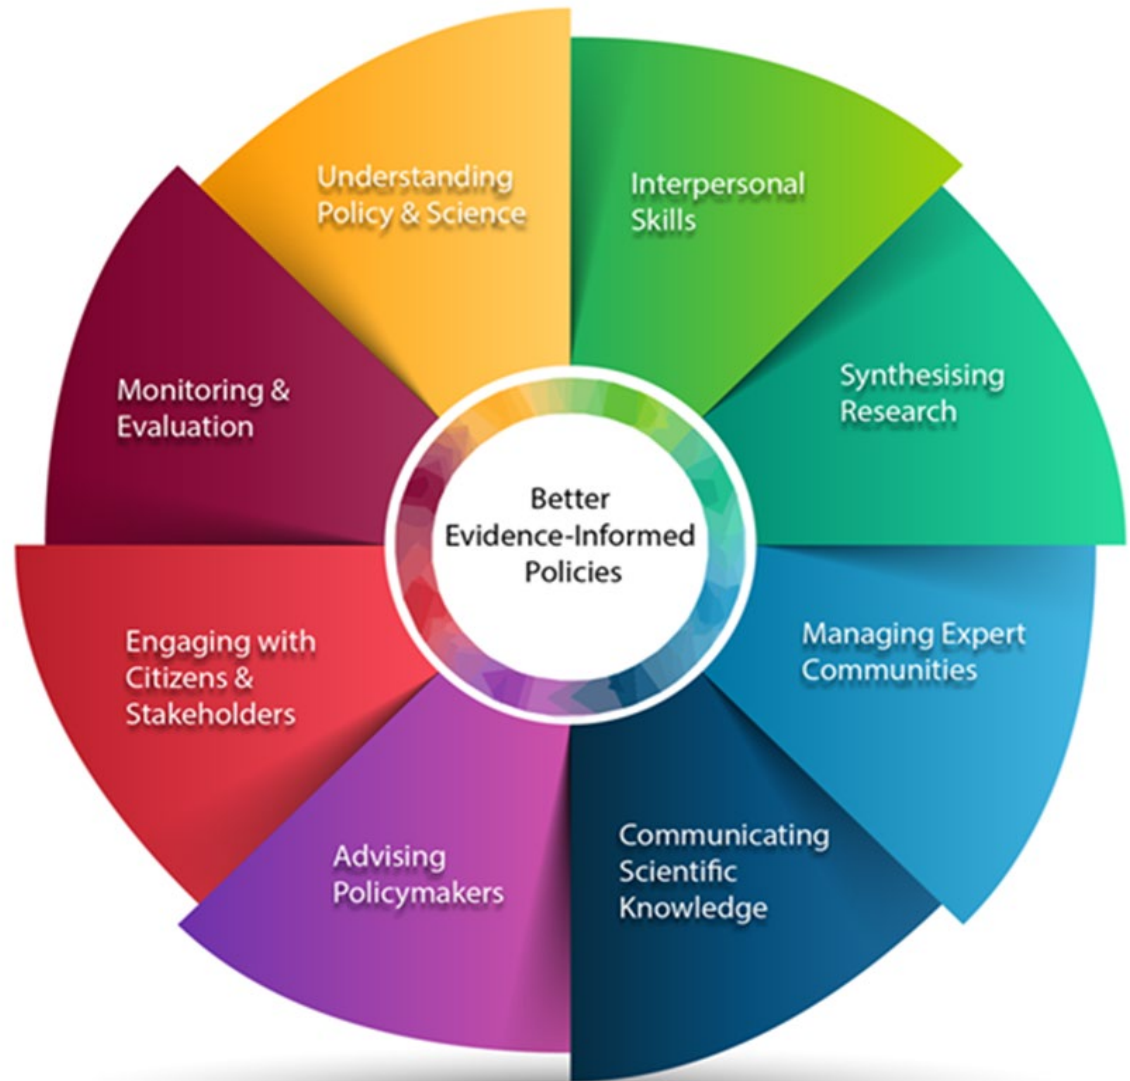 Understanding
Policy & Science
Interpersonal
Skills
Synthesising
Research
Managing Expert
Communities
Communicating
Scientific
Knowledge
Advising
Policymakers
Engaging with
Citizens &
Stakeholders
Monitoring &
Evaluation
Better
Evidence-Informed
Policies